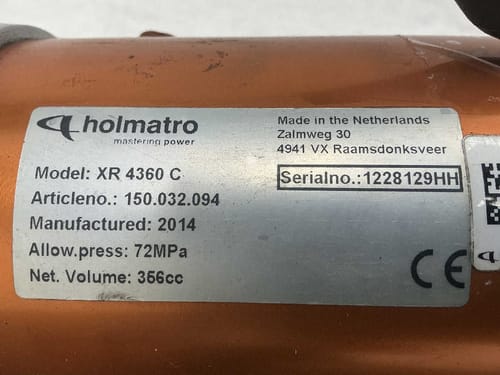 holmatro
mastering power
Made in the Netherlands
Zalmweg 30
4941 VX Raamsdonksveer
Model: XR 4360 C
Serialno.: 1228129HH
Articleno.: 150.032.094
Manufactured: 2014
Allow.press: 72MPa
Net. Volume: 356cc
CE